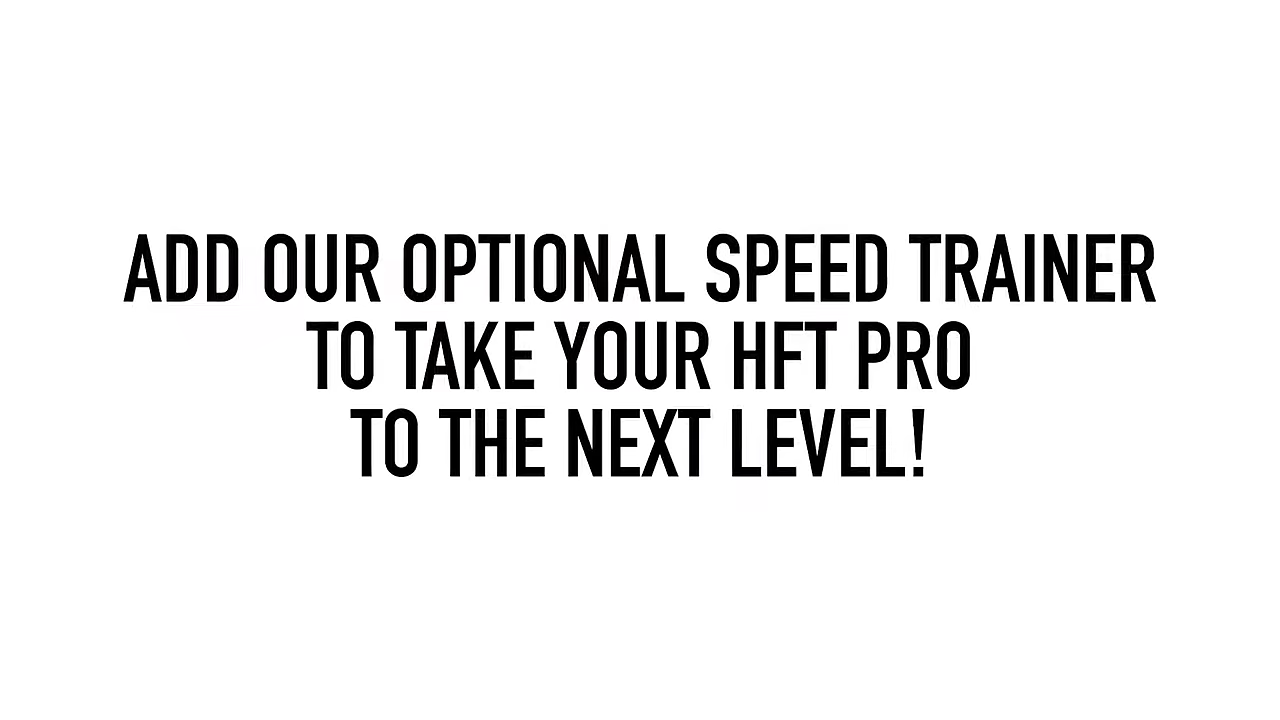 ADD OUR OPTIONAL SPEED TRAINER
TO TAKE YOUR HFT PRO
TO THE NEXT LEVEL!